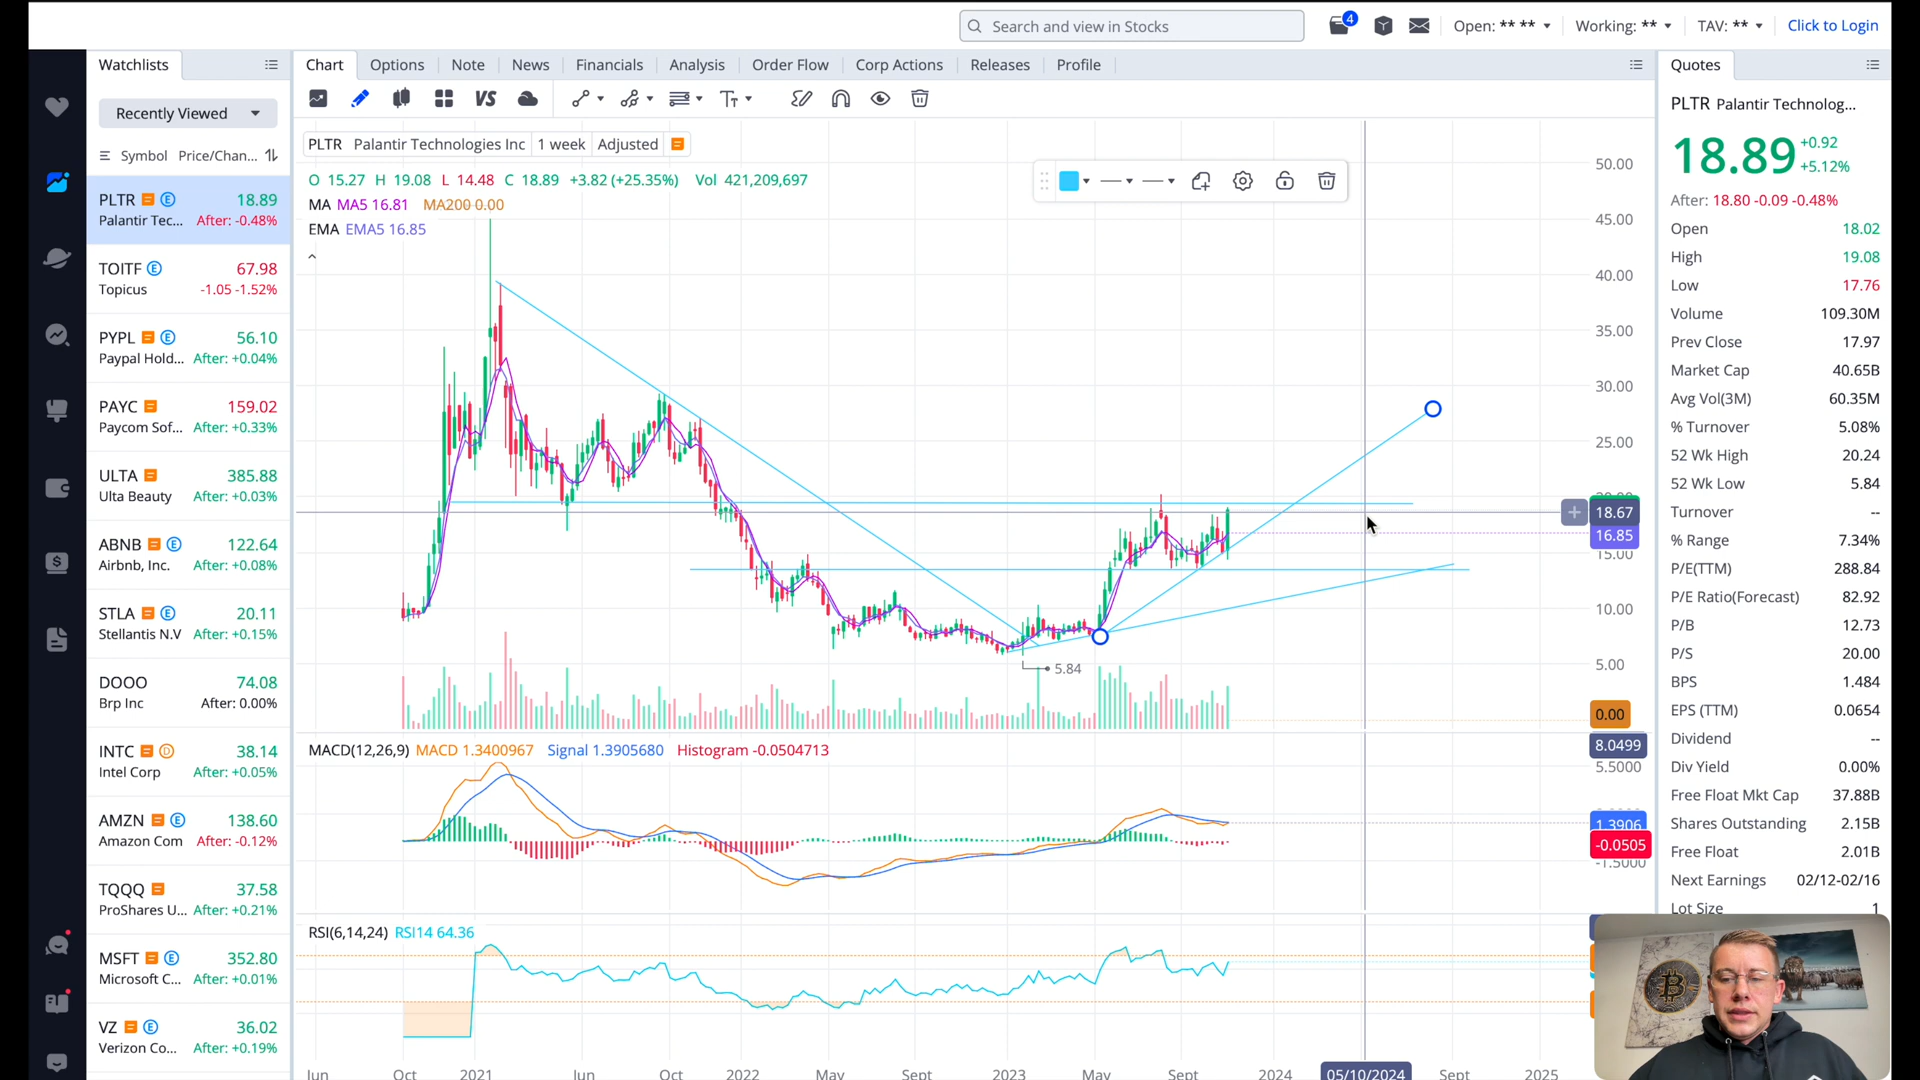 Search and view in Stocks
4
Open: ** **
Working: **
TAV: **
Click to Login
Watchlists
Chart
Options
Note
News
Financials
Analysis
Order Flow
Corp Actions
Releases
Profile
Quotes
Recently Viewed
VS
Symbol
Price/Chan...
PLTR
18.89
Palantir Tec...
After: -0.48%
TOITF
67.98
Topicus
-1.05 -1.52%
PYPL
56.10
Paypal Hold...
After: +0.04%
PAYC
159.02
Paycom Sof...
After: +0.33%
ULTA
385.88
Ulta Beauty
After: +0.03%
ABNB
122.64
Airbnb, Inc.
After: +0.08%
STLA
20.11
Stellantis N.V
After: +0.15%
DOOO
74.08
Brp Inc
After: 0.00%
INTC
38.14
Intel Corp
After: +0.05%
AMZN
138.60
Amazon Com
After: -0.12%
TQQQ
37.58
ProShares U...
After: +0.21%
MSFT
352.80
Microsoft C...
After: +0.01%
VZ
36.02
Verizon Co...
After: +0.19%
PLTR Palantir Technologies Inc 1 week Adjusted
O 15.27 H 19.08 L 14.48 C 18.89 +3.82 (+25.35%) Vol 421,209,697
MA MA5 16.81 MA200 0.00
EMA EMA5 16.85
50.00
45.00
40.00
35.00
30.00
25.00
18.67
16.85
15.00
10.00
5.00
0.00
5.84
MACD(12,26,9) MACD 1.3400967 Signal 1.3905680 Histogram -0.0504713
8.0499
5.5000
1.3906
-0.0505
-1.5000
RSI(6,14,24) RSI14 64.36
Jun
Oct
2021
Jun
Oct
2022
May
Sept
2023
May
Sept
2024
05/10/2024
Sept
2025
PLTR Palantir Technolog...
18.89
+0.92
+5.12%
After: 18.80 -0.09 -0.48%
Open 18.02
High 19.08
Low 17.76
Volume 109.30M
Prev Close 17.97
Market Cap 40.65B
Avg Vol(3M) 60.35M
% Turnover 5.08%
52 Wk High 20.24
52 Wk Low 5.84
Turnover --
% Range 7.34%
P/E(TTM) 288.84
P/E Ratio(Forecast) 82.92
P/B 12.73
P/S 20.00
BPS 1.484
EPS (TTM) 0.0654
Dividend --
Div Yield 0.00%
Free Float Mkt Cap 37.88B
Shares Outstanding 2.15B
Free Float 2.01B
Next Earnings 02/12-02/16
Lot Size 1